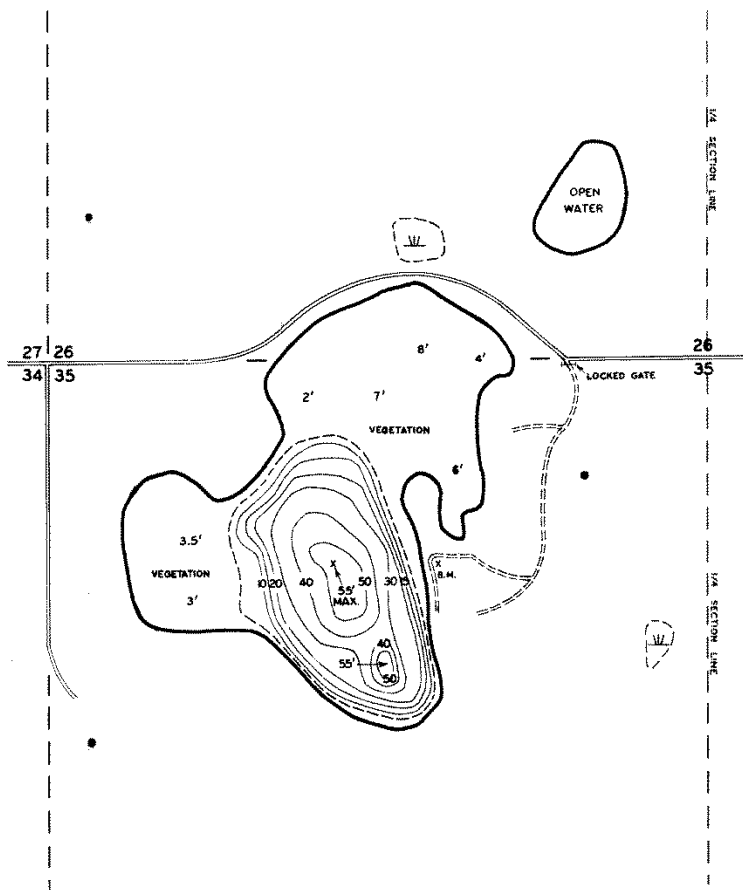 1/4 SECTION LINE
OPEN
WATER
27 26
34 35
26
35
LOCKED GATE
8'
4'
2'
7'
VEGETATION
6'
3.5'
VEGETATION
3'
10 20 40 50 30 15
X
55'
MAX.
X
B.M.
40
55'
50
1/4 SECTION LINE